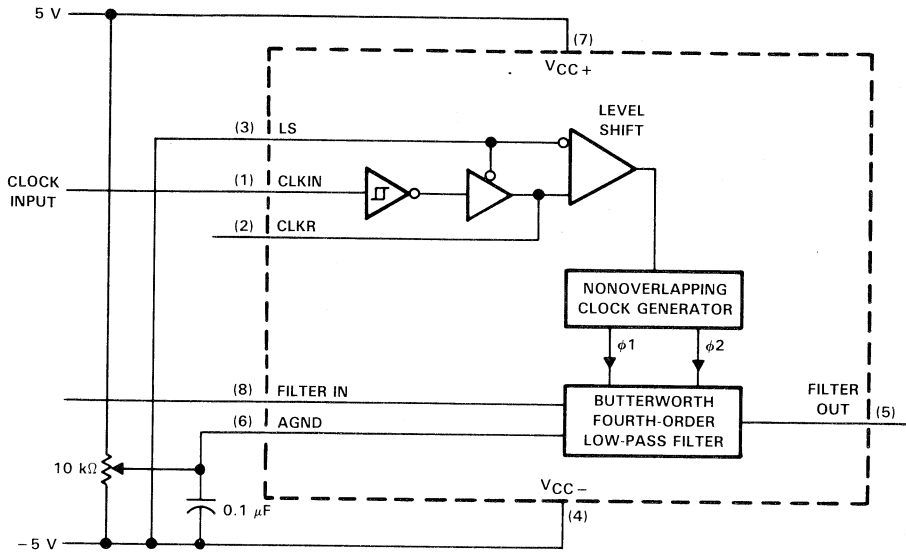 5 V
(7)
VCC+
LEVEL
SHIFT
(3) LS
CLOCK
INPUT
(1) CLKIN
(2) CLKR
NONOVERLAPPING
CLOCK GENERATOR
ϕ1 ϕ2
(8) FILTER IN
BUTTERWORTH
FOURTH-ORDER
LOW-PASS FILTER
FILTER
OUT
(5)
(6) AGND
10 kΩ
0.1 μF
VCC−
(4)
−5 V